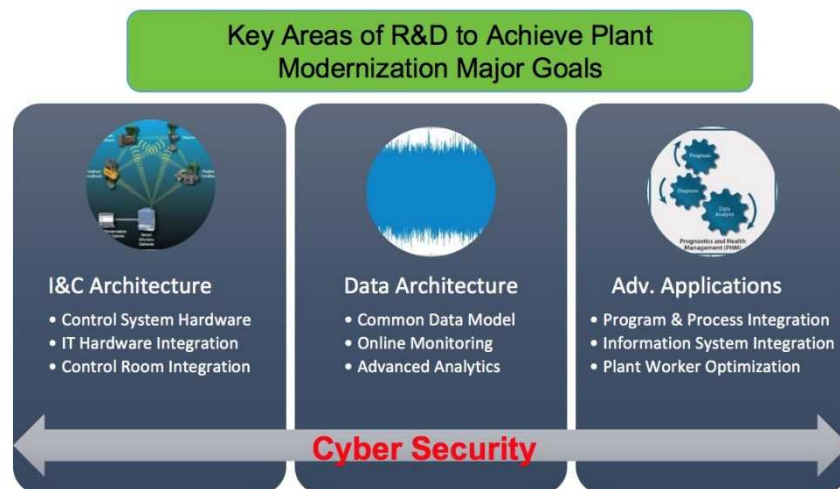 Key Areas of R&D to Achieve Plant
Modernization Major Goals
Prognosis
Diagnosis
Data
Analysis
Prognostics and Health
Management (PHM)
I&C Architecture
• Control System Hardware
• IT Hardware Integration
• Control Room Integration
Data Architecture
• Common Data Model
• Online Monitoring
• Advanced Analytics
Adv. Applications
• Program & Process Integration
• Information System Integration
• Plant Worker Optimization
Cyber Security